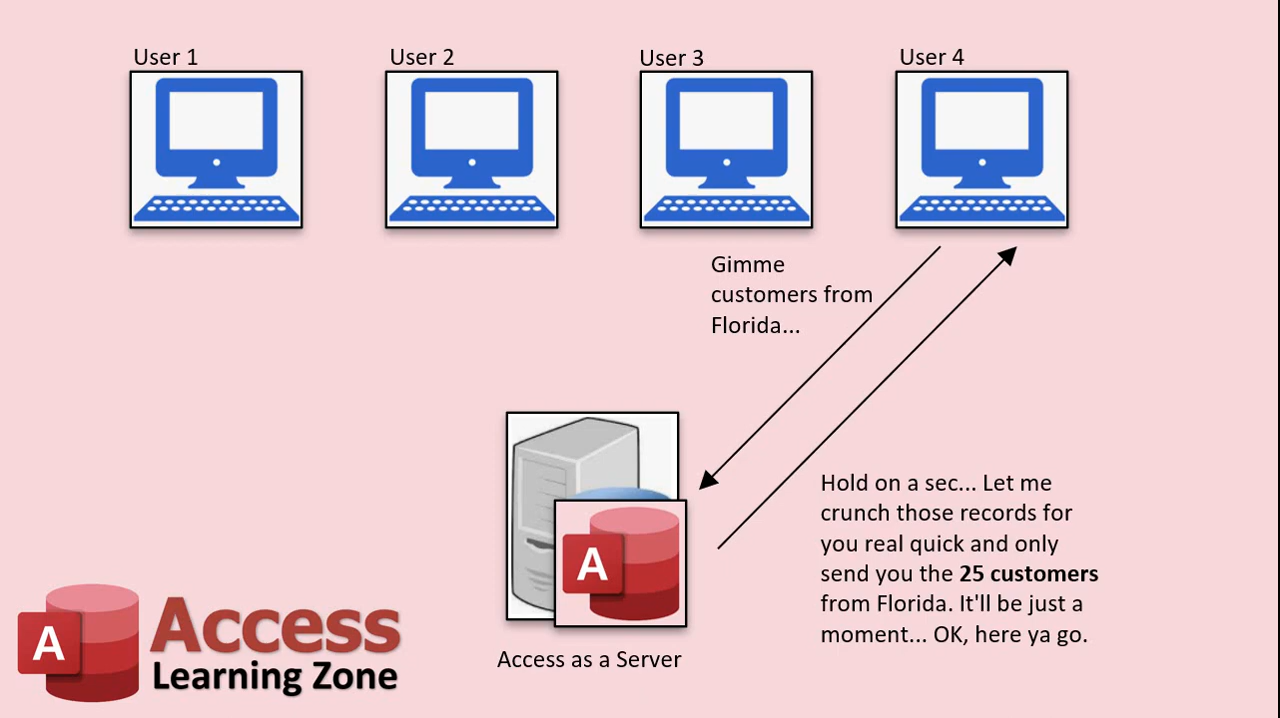 User 1
User 2
User 3
User 4
Gimme
customers from
Florida...
Hold on a sec... Let me
crunch those records for
you real quick and only
send you the 25 customers
from Florida. It'll be just a
moment... OK, here ya go.
A
Access as a Server
A
Access
Learning Zone